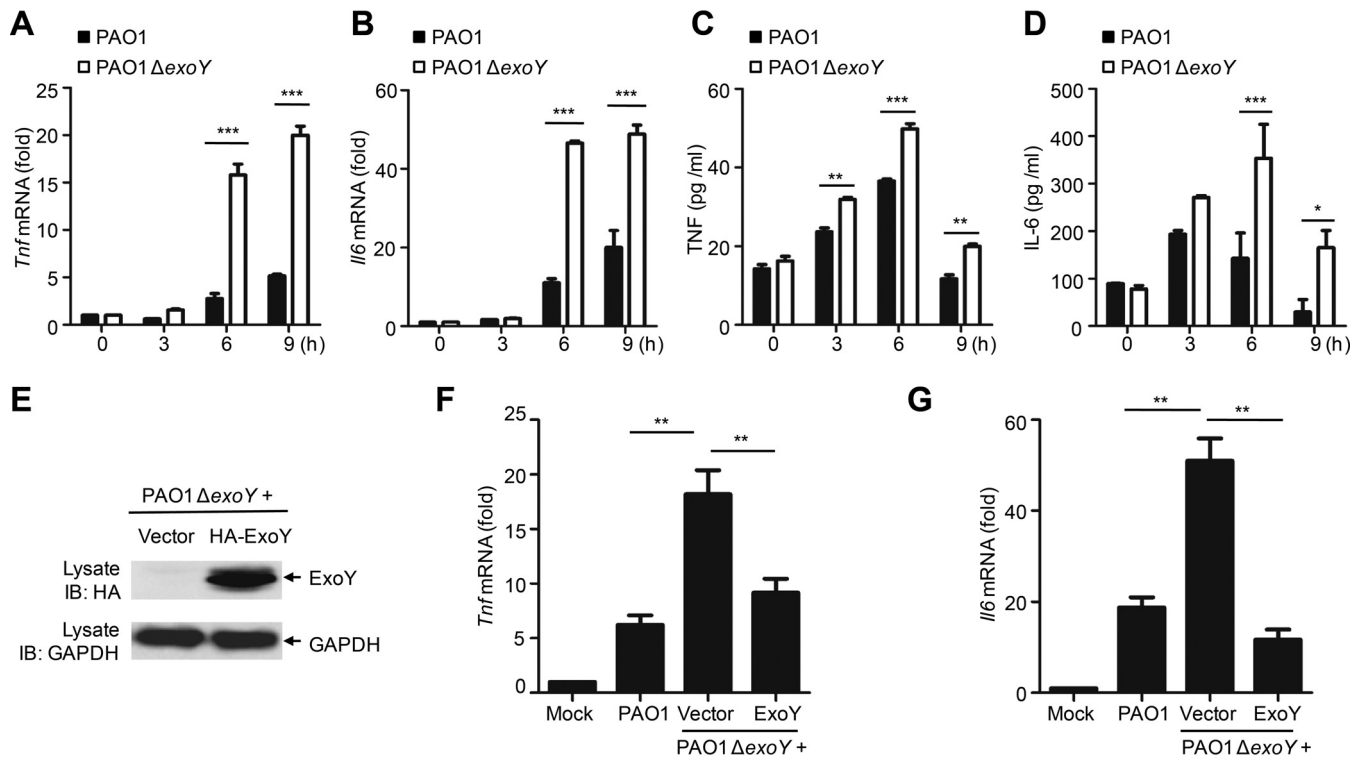 A
PAO1
PAO1 ΔexoY
***
***
Tnf mRNA (fold)
25
20
15
10
5
0
0 3 6 9 (h)
B
PAO1
PAO1 ΔexoY
***
***
Il6 mRNA (fold)
60
40
20
0
0 3 6 9 (h)
C
PAO1
PAO1 ΔexoY
**
***
**
TNF (pg /ml)
60
40
20
0
0 3 6 9 (h)
D
PAO1
PAO1 ΔexoY
***
*
IL-6 (pg /ml)
500
400
300
200
100
0
0 3 6 9 (h)
E
PAO1 ΔexoY +
Vector HA-ExoY
Lysate
IB: HA
ExoY
Lysate
IB: GAPDH
GAPDH
F
**
**
Tnf mRNA (fold)
25
20
15
10
5
0
Mock PAO1 Vector ExoY
PAO1 ΔexoY +
G
**
**
Il6 mRNA (fold)
60
40
20
0
Mock PAO1 Vector ExoY
PAO1 ΔexoY +